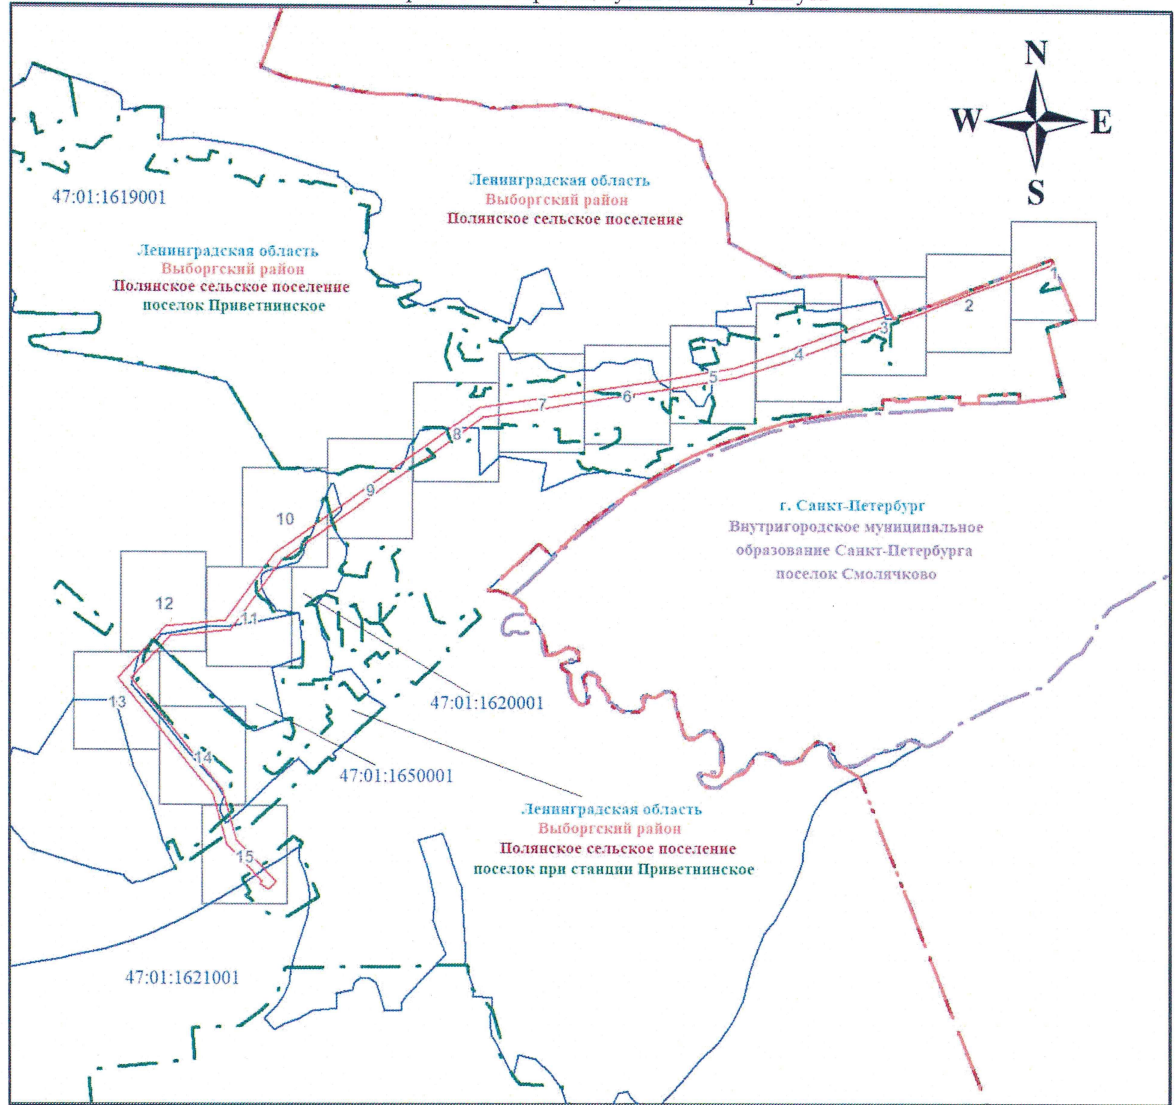 N
W E
S
Ленинградская область
Выборгский район
Полянское сельское поселение
47:01:1619001
Ленинградская область
Выборгский район
Полянское сельское поселение
поселок Приветнинское
1
2
3
4
5
6
7
8
9
10
11
12
13
14
15
г. Санкт-Петербург
Внутригородское муниципальное
образование Санкт-Петербурга
поселок Смолячково
47:01:1620001
47:01:1650001
Ленинградская область
Выборгский район
Полянское сельское поселение
поселок при станции Приветнинское
47:01:1621001